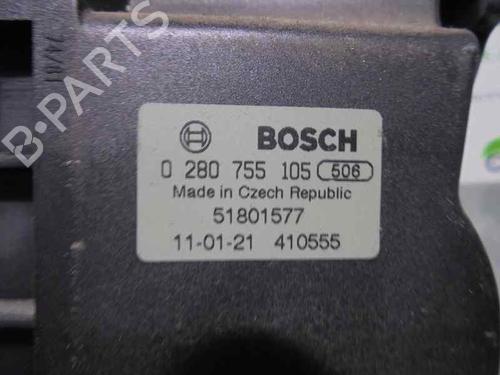 BOSCH
0 280 755 105 506
Made in Czech Republic
51801577
11-01-21 410555
B-PARTS